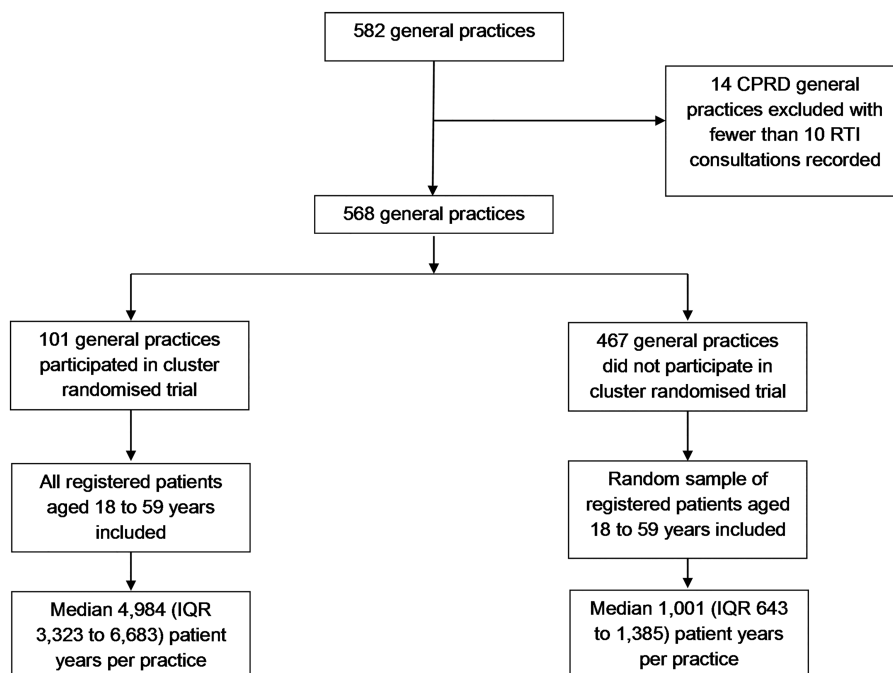 582 general practices
14 CPRD general
practices excluded with
fewer than 10 RTI
consultations recorded
568 general practices
101 general practices
participated in cluster
randomised trial
467 general practices
did not participate in
cluster randomised trial
All registered patients
aged 18 to 59 years
included
Random sample of
registered patients aged
18 to 59 years included
Median 4,984 (IQR
3,323 to 6,683) patient
years per practice
Median 1,001 (IQR 643
to 1,385) patient years
per practice